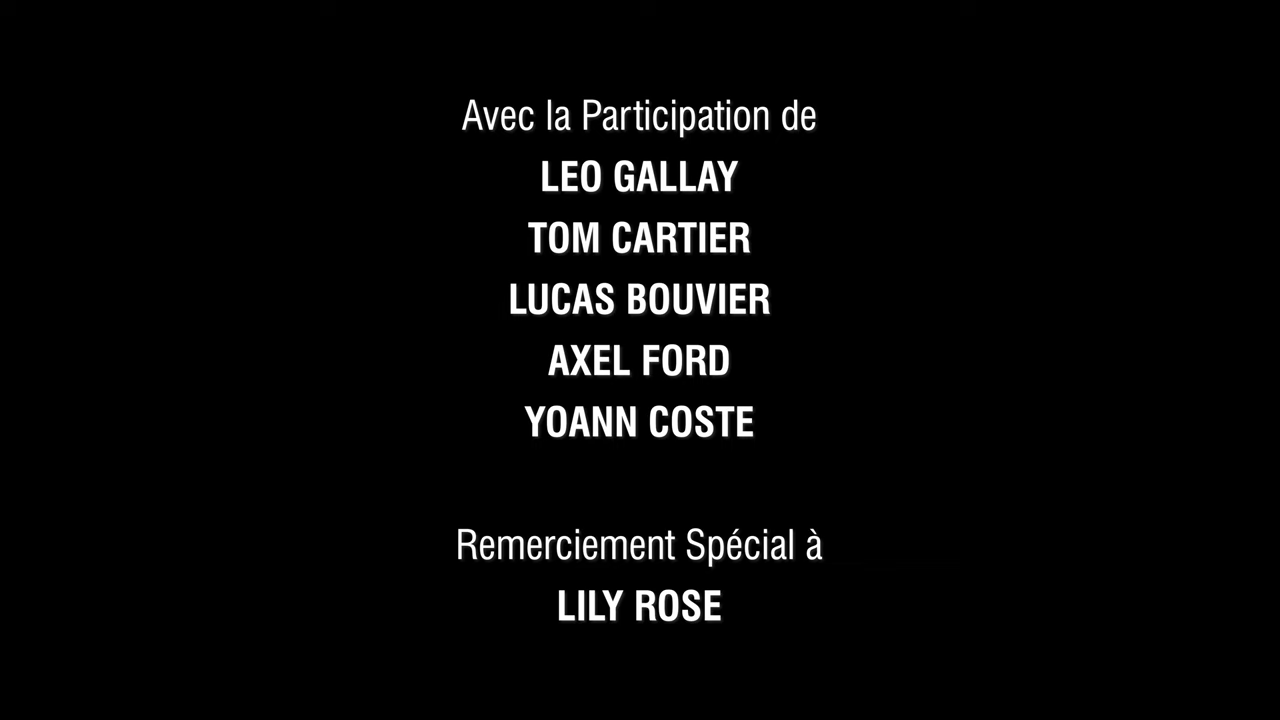 Avec la Participation de
LEO GALLAY
TOM CARTIER
LUCAS BOUVIER
AXEL FORD
YOANN COSTE
Remerciement Spécial à
LILY ROSE